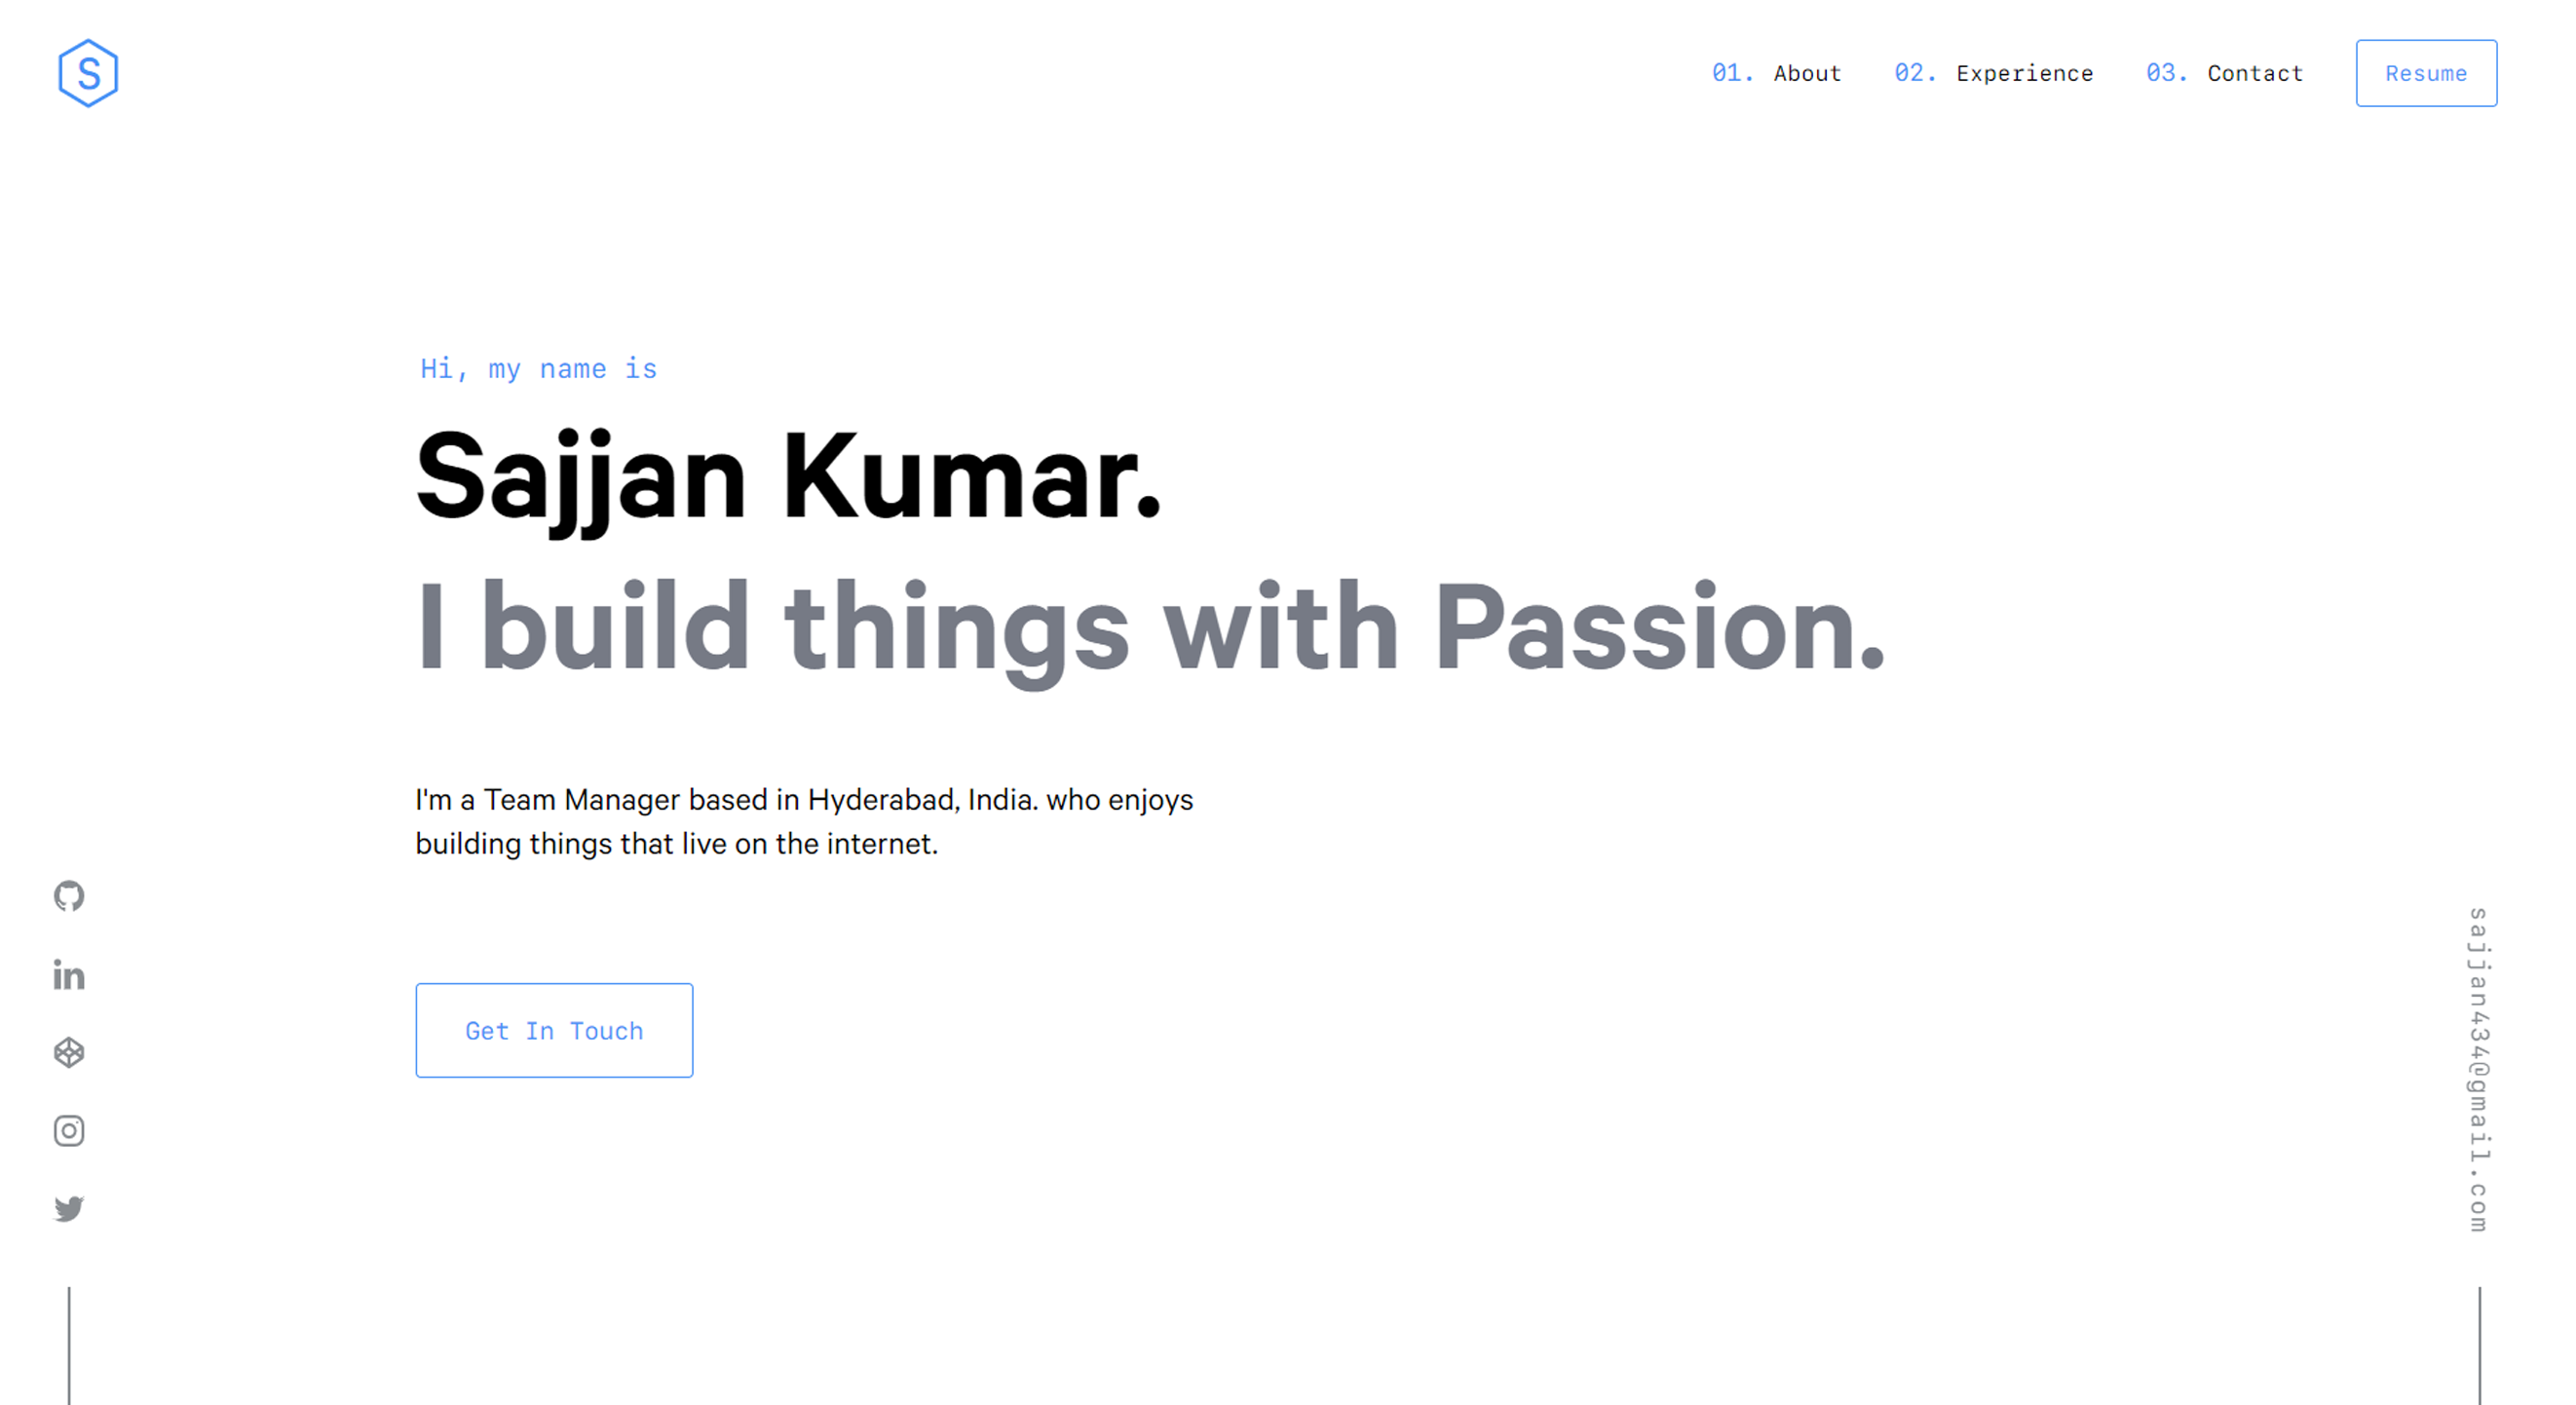 S
01. About 02. Experience 03. Contact Resume
Hi, my name is
Sajjan Kumar.
I build things with Passion.
I'm a Team Manager based in Hyderabad, India. who enjoys
building things that live on the internet.
Get In Touch
in
sajjan434@gmail.com